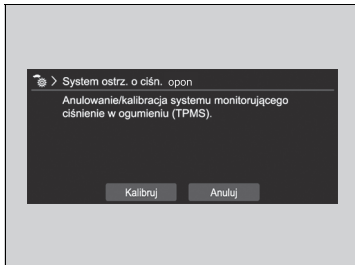 > System ostrz. o ciśn. opon
Anulowanie/kalibracja systemu monitorującego
ciśnienie w ogumieniu (TPMS).
Kalibruj Anuluj